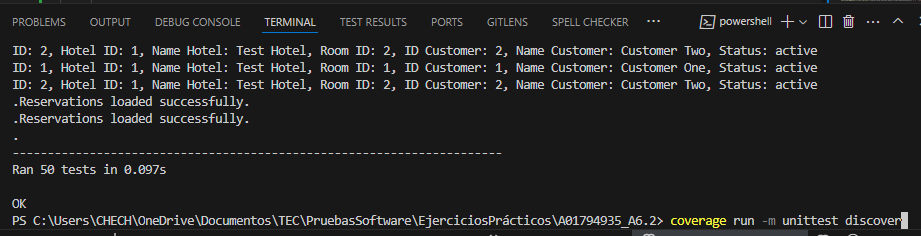 PROBLEMS OUTPUT DEBUG CONSOLE TERMINAL TEST RESULTS PORTS GITLENS SPELL CHECKER ··· powershell
ID: 2, Hotel ID: 1, Name Hotel: Test Hotel, Room ID: 2, ID Customer: 2, Name Customer: Customer Two, Status: active
ID: 1, Hotel ID: 1, Name Hotel: Test Hotel, Room ID: 1, ID Customer: 1, Name Customer: Customer One, Status: active
ID: 2, Hotel ID: 1, Name Hotel: Test Hotel, Room ID: 2, ID Customer: 2, Name Customer: Customer Two, Status: active
.Reservations loaded successfully.
.Reservations loaded successfully.
.
----------------------------------------------------------------------
Ran 50 tests in 0.097s
OK
PS C:\Users\CHECH\OneDrive\Documentos\TEC\PruebasSoftware\EjerciciosPrácticos\A01794935_A6.2> coverage run -m unittest discover